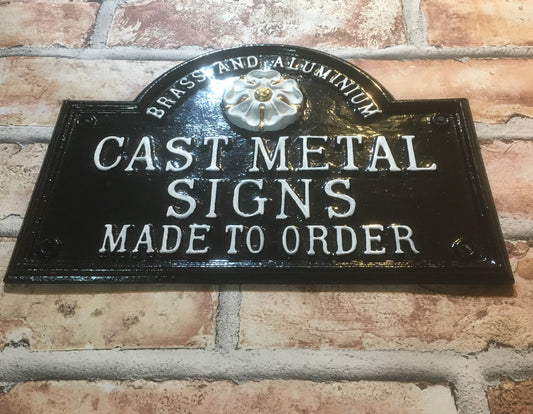 BRASS AND ALUMINIUM
CAST METAL
SIGNS
MADE TO ORDER